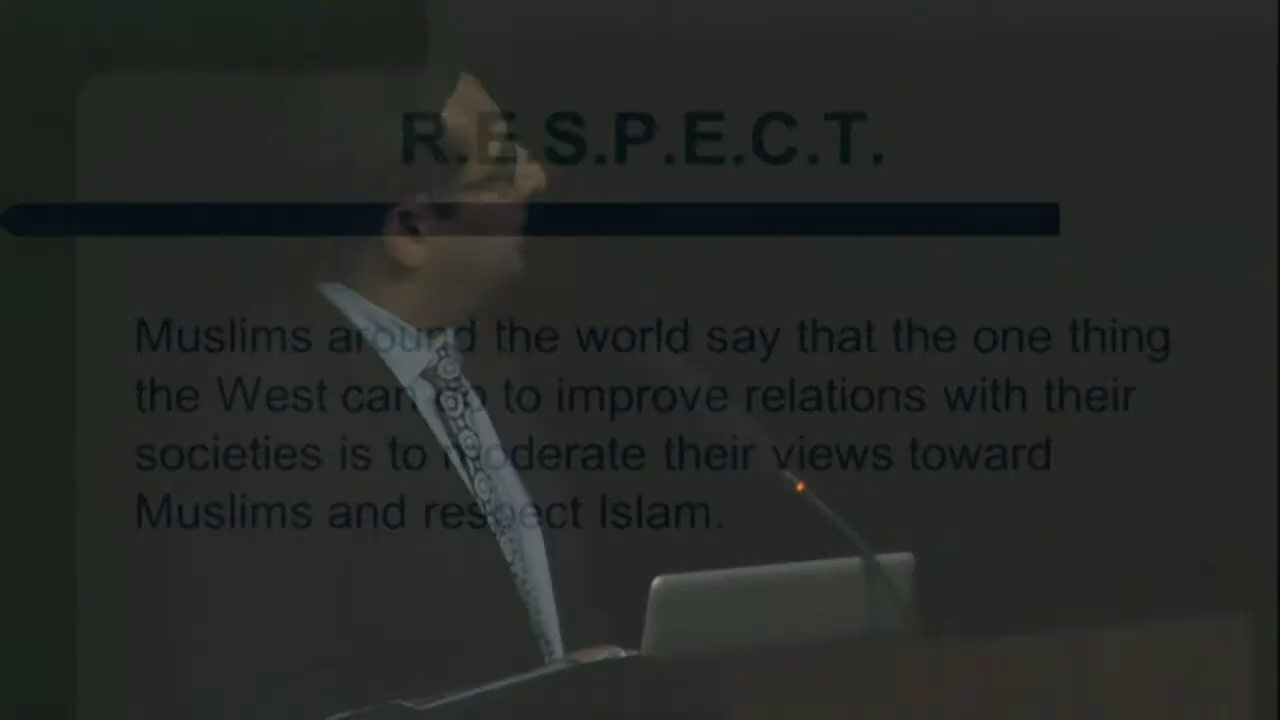 R.E.S.P.E.C.T.
Muslims around the world say that the one thing
the West can do to improve relations with their
societies is to moderate their views toward
Muslims and respect Islam.